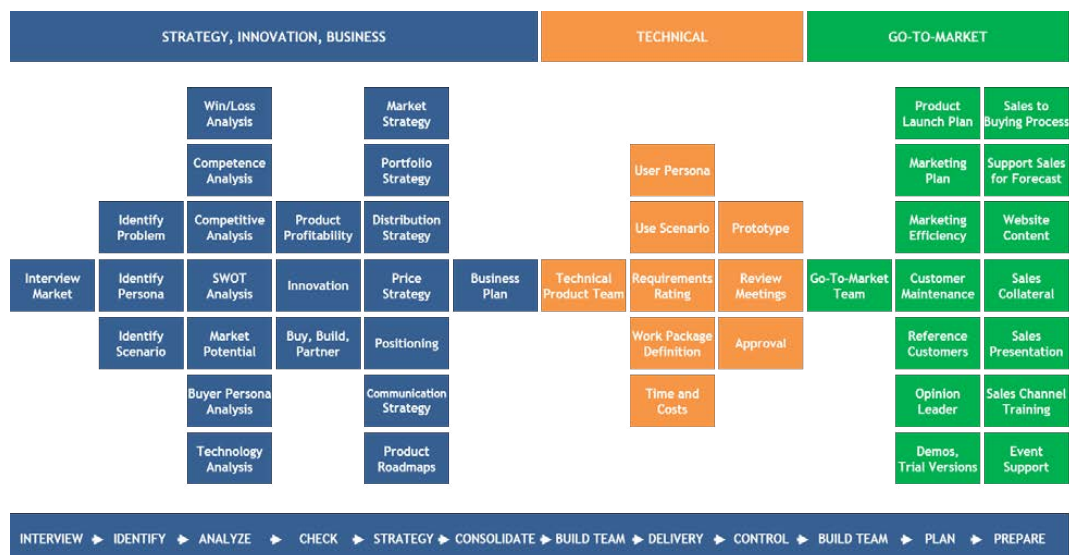 STRATEGY, INNOVATION, BUSINESS
TECHNICAL
GO-TO-MARKET
Interview
Market
Identify
Problem
Identify
Persona
Identify
Scenario
Win/Loss
Analysis
Competence
Analysis
Competitive
Analysis
SWOT
Analysis
Market
Potential
Buyer Persona
Analysis
Technology
Analysis
Product
Profitability
Innovation
Buy, Build,
Partner
Market
Strategy
Portfolio
Strategy
Distribution
Strategy
Price
Strategy
Positioning
Communication
Strategy
Product
Roadmaps
Business
Plan
Technical
Product Team
User Persona
Use Scenario
Requirements
Rating
Work Package
Definition
Time and
Costs
Prototype
Review
Meetings
Approval
Go-To-Market
Team
Product
Launch Plan
Marketing
Plan
Marketing
Efficiency
Customer
Maintenance
Reference
Customers
Opinion
Leader
Demos,
Trial Versions
Sales to
Buying Process
Support Sales
for Forecast
Website
Content
Sales
Collateral
Sales
Presentation
Sales Channel
Training
Event
Support
INTERVIEW IDENTIFY ANALYZE CHECK STRATEGY CONSOLIDATE BUILD TEAM DELIVERY CONTROL BUILD TEAM PLAN PREPARE